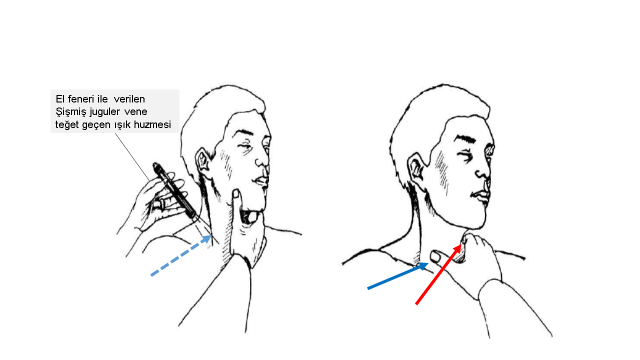 El feneri ile verilen
Şişmiş juguler vene
teğet geçen ışık huzmesi